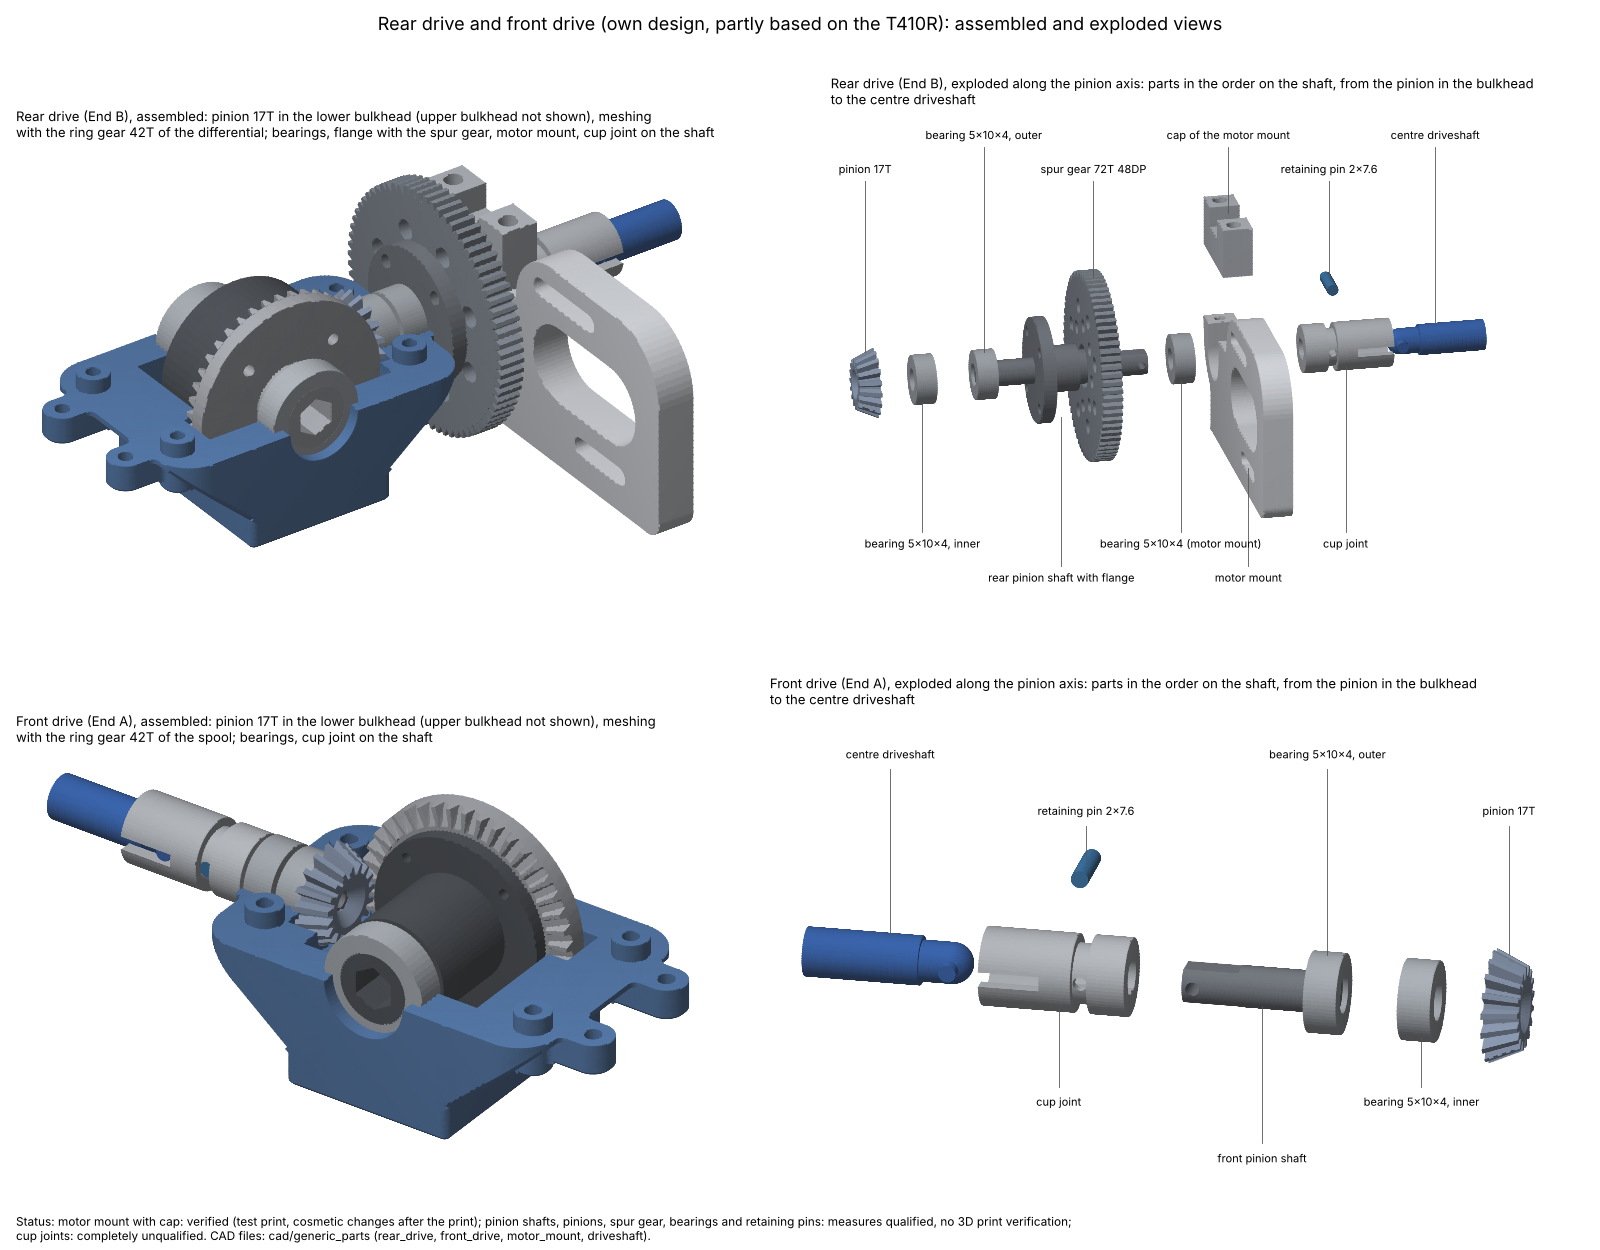 Rear drive and front drive (own design, partly based on the T410R): assembled and exploded views
Rear drive (End B), assembled: pinion 17T in the lower bulkhead (upper bulkhead not shown), meshing
with the ring gear 42T of the differential; bearings, flange with the spur gear, motor mount, cup joint on the shaft
Rear drive (End B), exploded along the pinion axis: parts in the order on the shaft, from the pinion in the bulkhead
to the centre driveshaft
bearing 5×10×4, outer
cap of the motor mount
centre driveshaft
pinion 17T
spur gear 72T 48DP
retaining pin 2×7.6
bearing 5×10×4, inner
bearing 5×10×4 (motor mount)
cup joint
rear pinion shaft with flange
motor mount
Front drive (End A), assembled: pinion 17T in the lower bulkhead (upper bulkhead not shown), meshing
with the ring gear 42T of the spool; bearings, cup joint on the shaft
Front drive (End A), exploded along the pinion axis: parts in the order on the shaft, from the pinion in the bulkhead
to the centre driveshaft
centre driveshaft
bearing 5×10×4, outer
retaining pin 2×7.6
pinion 17T
cup joint
bearing 5×10×4, inner
front pinion shaft
Status: motor mount with cap: verified (test print, cosmetic changes after the print); pinion shafts, pinions, spur gear, bearings and retaining pins: measures qualified, no 3D print verification;
cup joints: completely unqualified. CAD files: cad/generic_parts (rear_drive, front_drive, motor_mount, driveshaft).